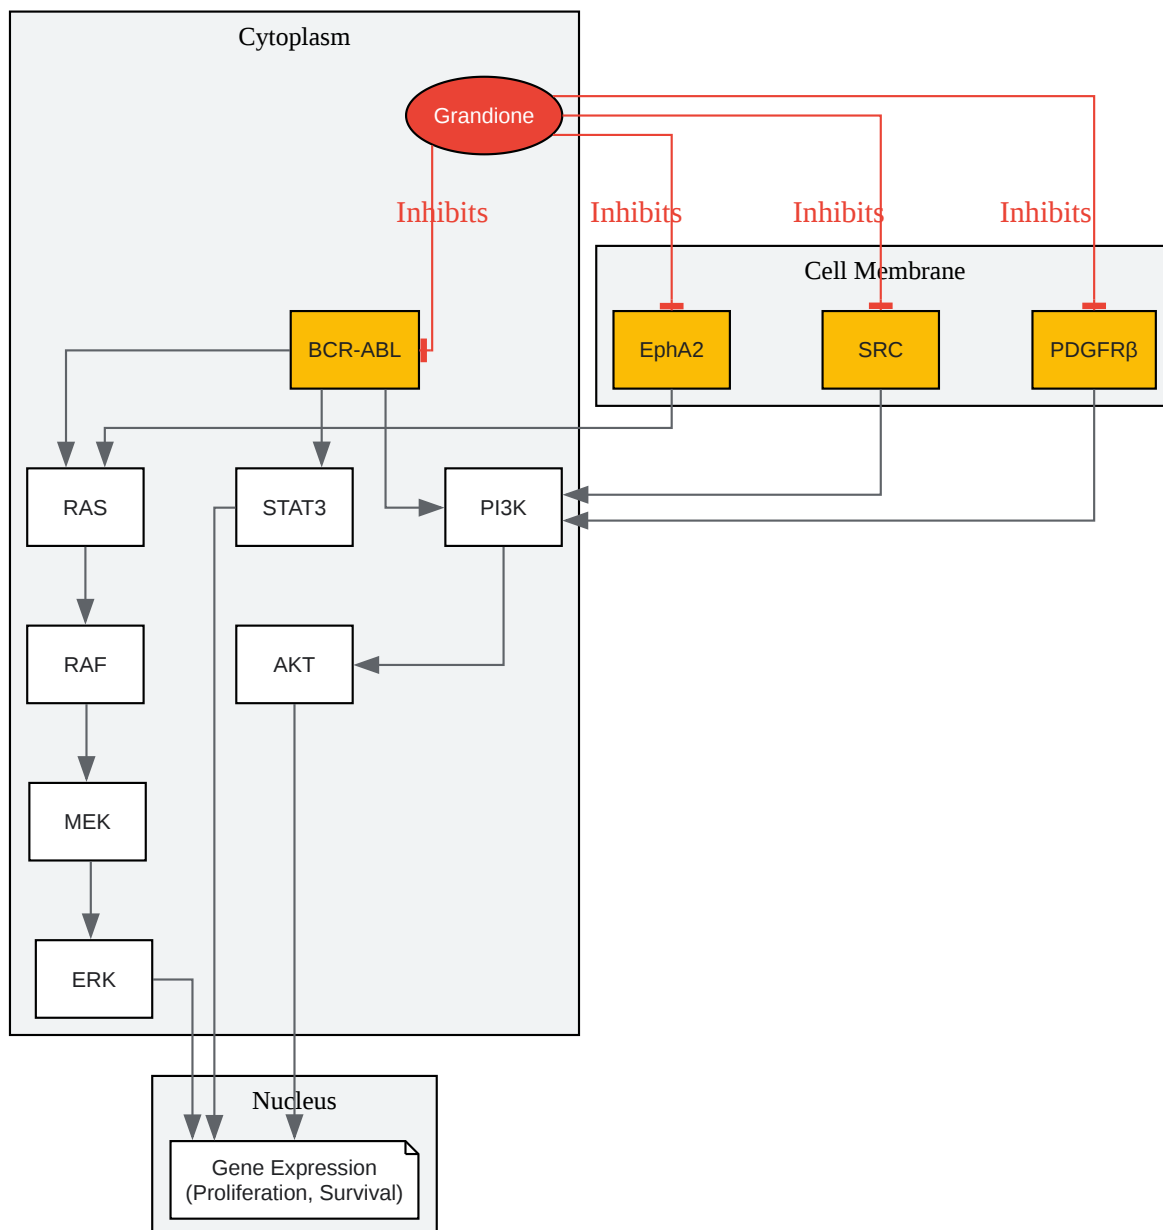 Cytoplasm
Grandione
Inhibits
Inhibits
Inhibits
Inhibits
Cell Membrane
BCR-ABL
EphA2
SRC
PDGFRβ
RAS
STAT3
PI3K
RAF
AKT
MEK
ERK
Nucleus
Gene Expression
(Proliferation, Survival)